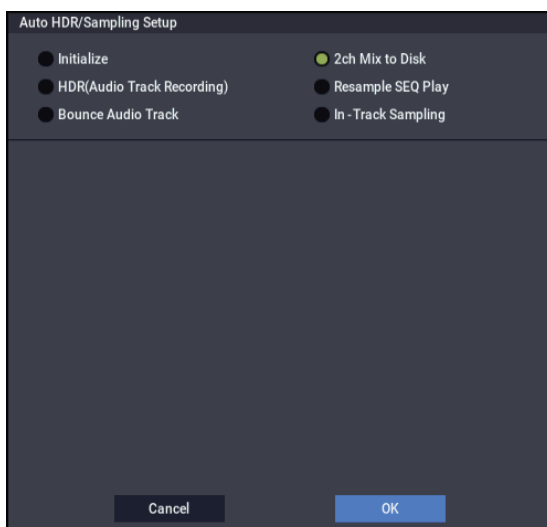 Auto HDR/Sampling Setup
Initialize
2ch Mix to Disk
HDR(Audio Track Recording)
Resample SEQ Play
Bounce Audio Track
In-Track Sampling
Cancel
OK